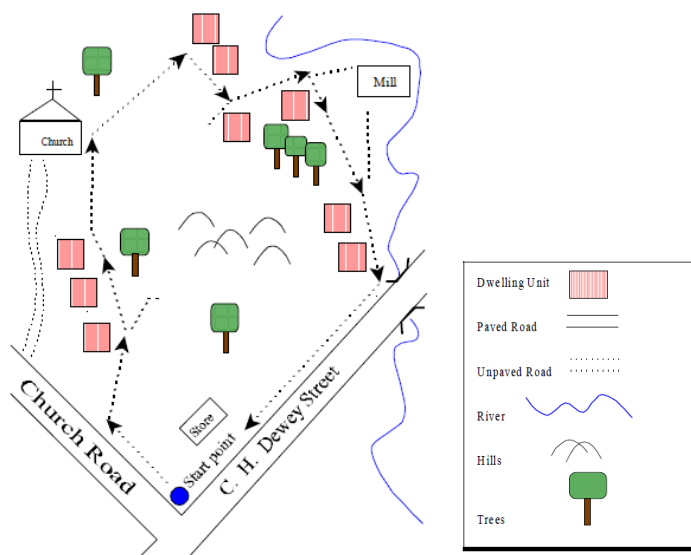 Mill
Church
Church Road
Store
Start point
C. H. Dewey Street
Dwelling Unit
Paved Road
Unpaved Road
River
Hills
Trees